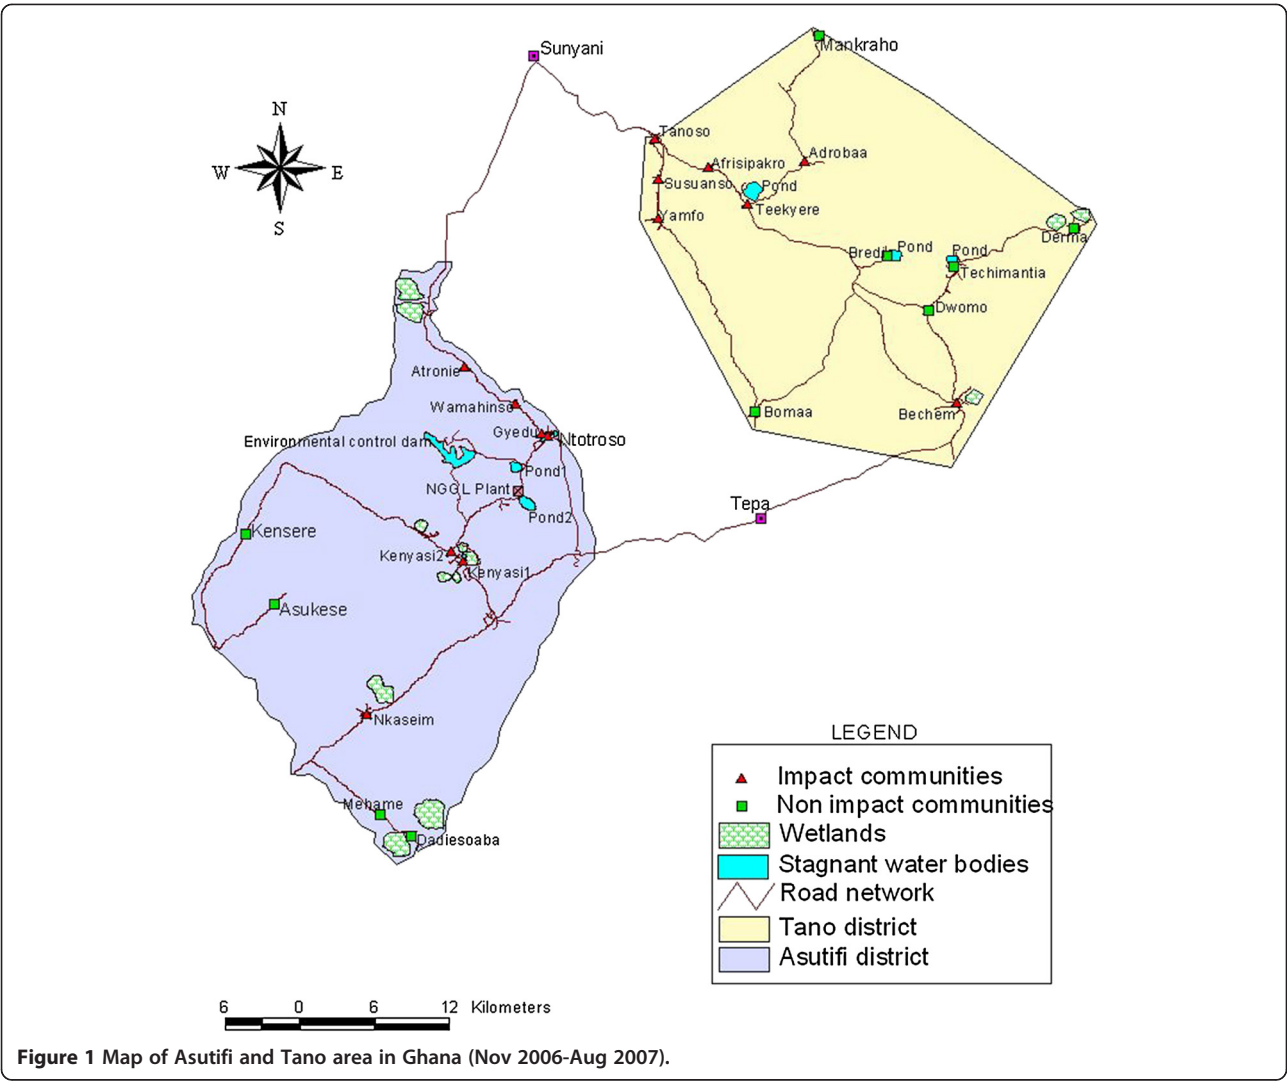 Sunyani
Mankraho
N
W
E
S
Tanoso
Afrisipakro
Adrobaa
Susuanso
Pond
Teekyere
Yamfo
Derma
Bredi
Pond
Pond
Techimantia
Dwomo
Atronie
Wamahinso
Bomaa
Bechem
Gyedu
Ntotroso
Environmental control dam
Pond1
NGGL Plant
Pond2
Tepa
Kensere
Kenyasi2
Kenyasi1
Asukese
Nkaseim
Mehame
Dadiesoaba
LEGEND
Impact communities
Non impact communities
Wetlands
Stagnant water bodies
Road network
Tano district
Asutifi district
6 0 6 12 Kilometers
Figure 1 Map of Asutifi and Tano area in Ghana (Nov 2006-Aug 2007).